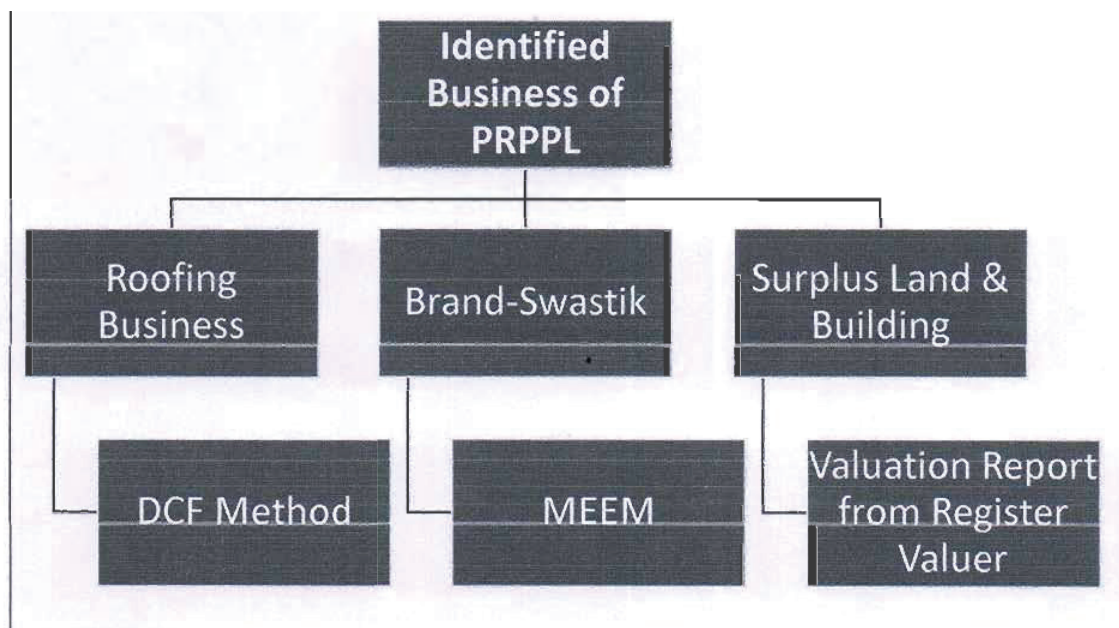 Identified
Business of
PRPPL
Roofing
Business
Brand-Swastik
Surplus Land &
Building
DCF Method
MEEM
Valuation Report
from Register
Valuer